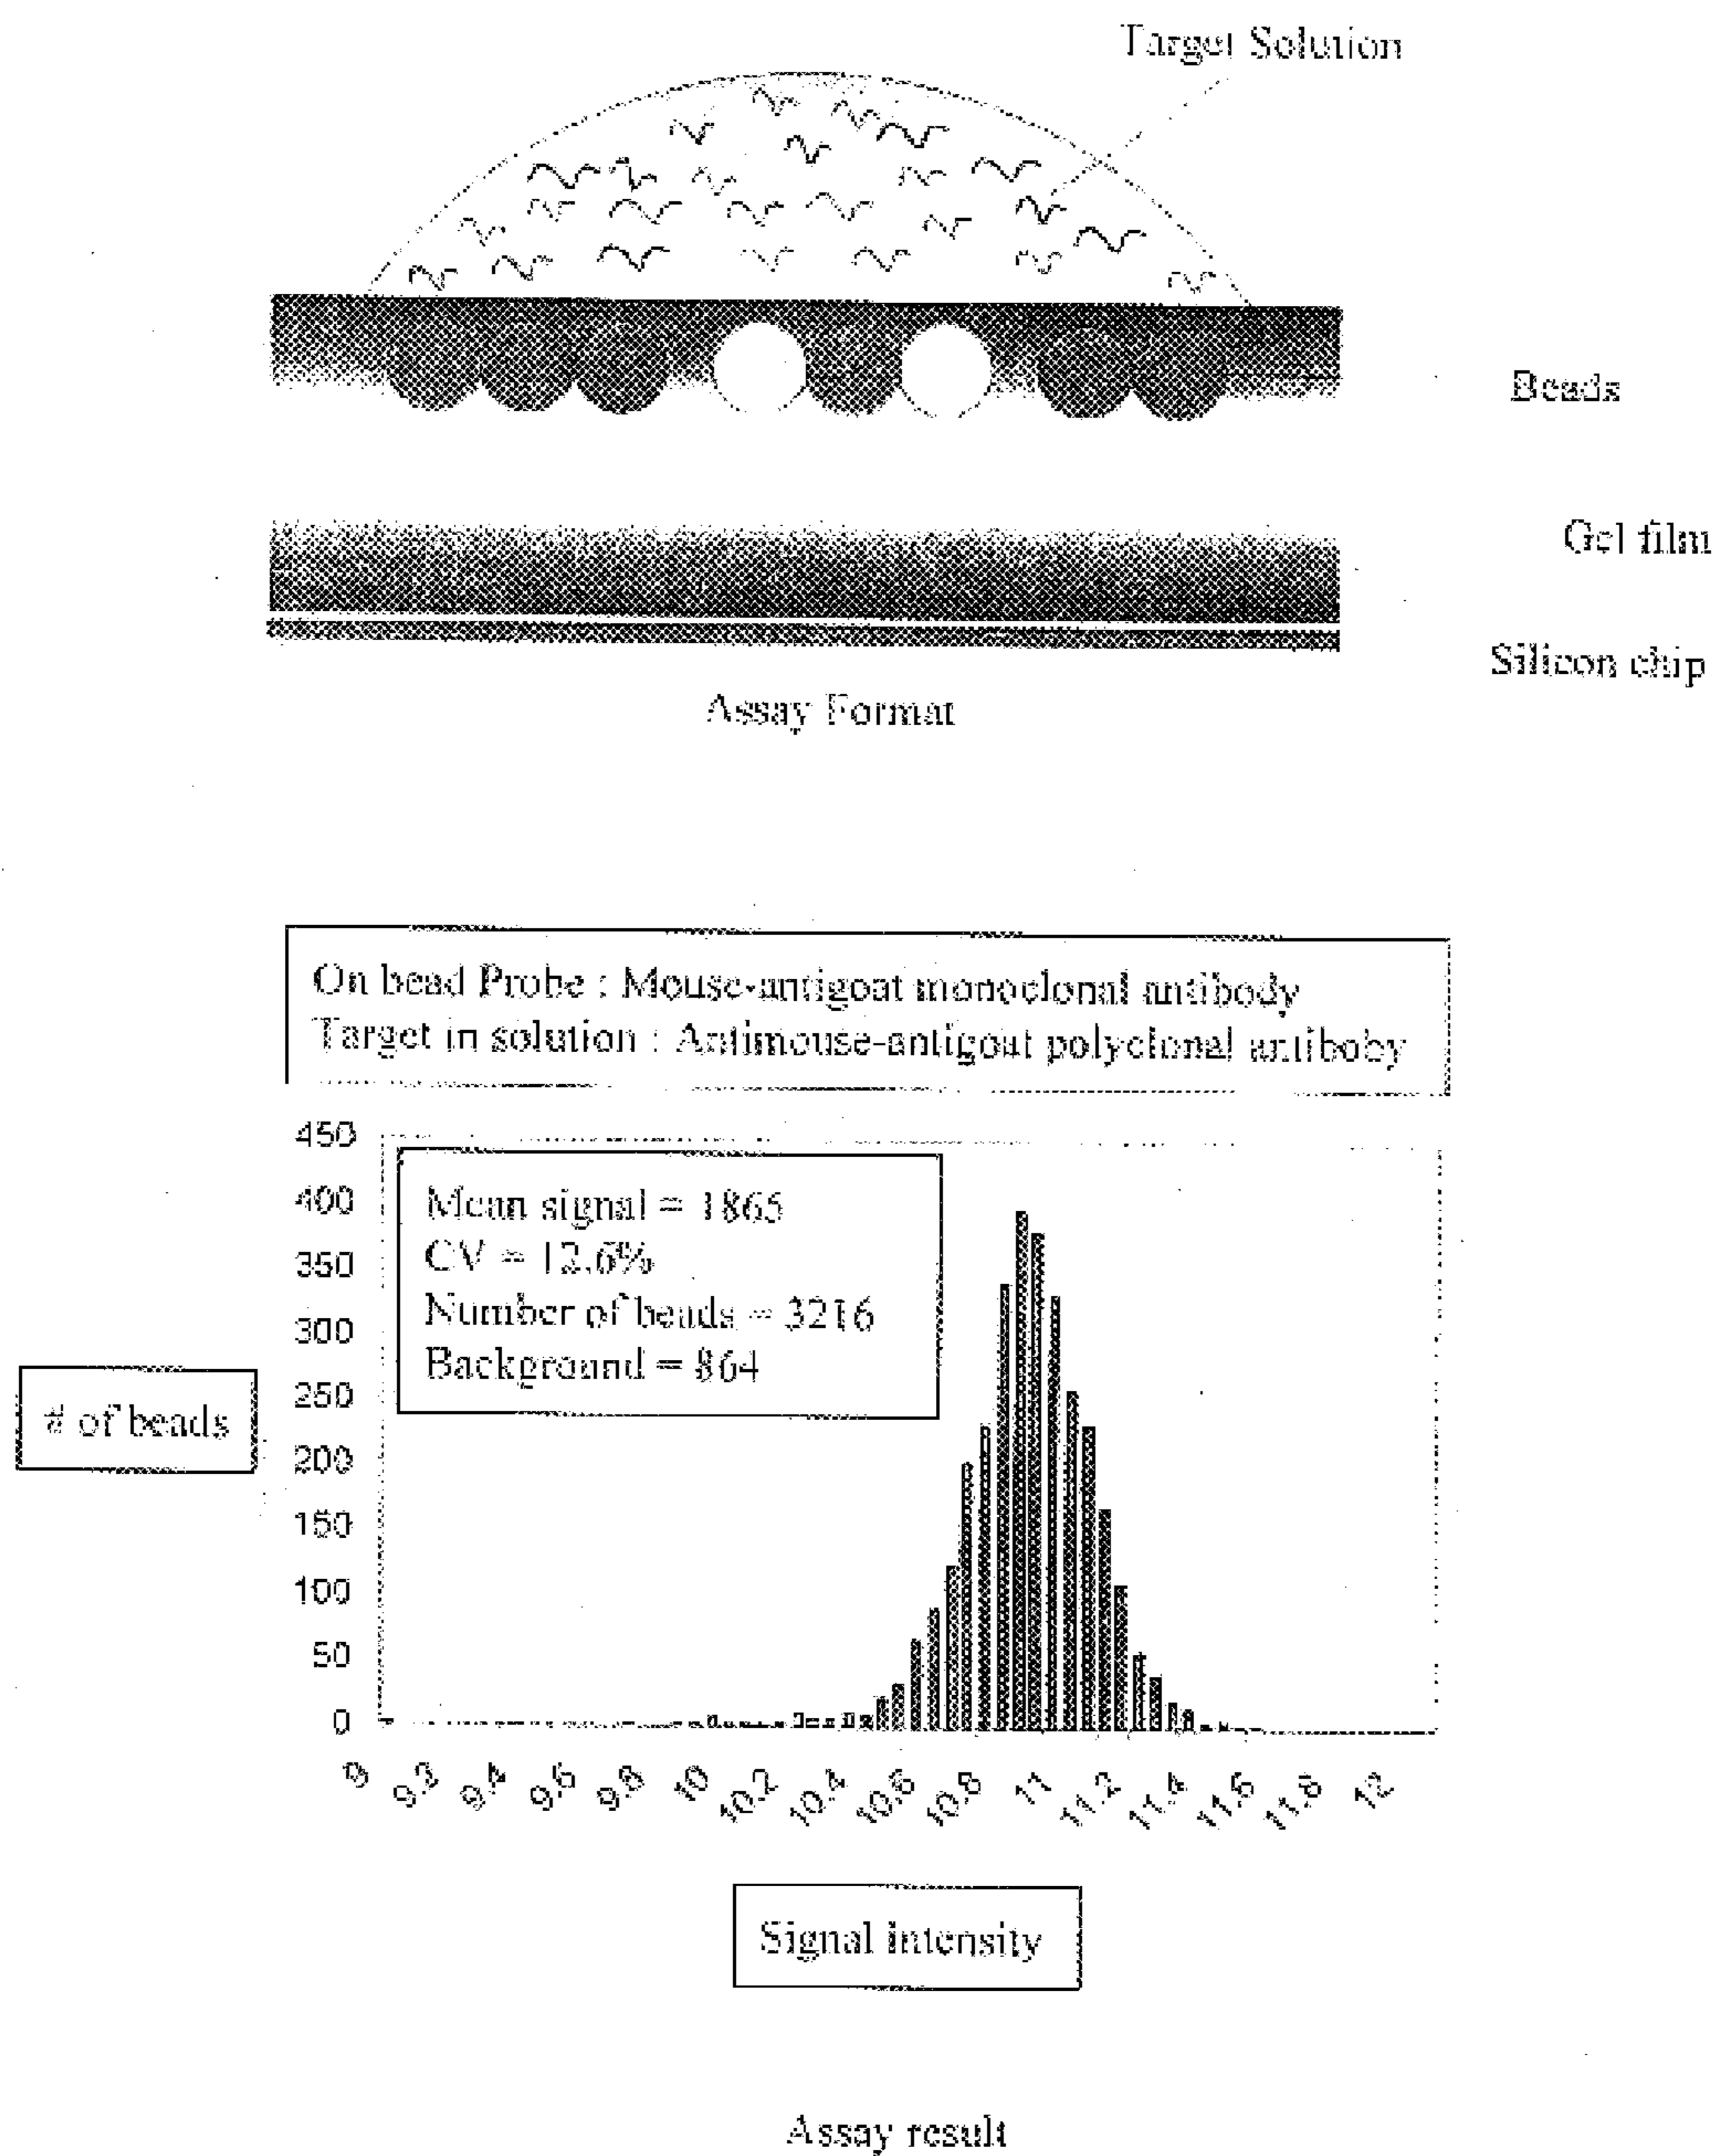 Target Solution
Beads
Gel film
Silicon chip
Assay Format
On bead Probe : Mouse-antigoat monoclonal antibody
Target in solution : Antimouse-antigoat polyclonal antiboby
450
400
350
300
250
200
150
100
50
0
Mean signal = 1865
CV = 12.6%
Number of beads = 3216
Background = 864
# of beads
9 9.2 9.4 9.6 9.8 10 10.2 10.4 10.6 10.8 11 11.2 11.4 11.6 11.8 12
Signal intensity
Assay result